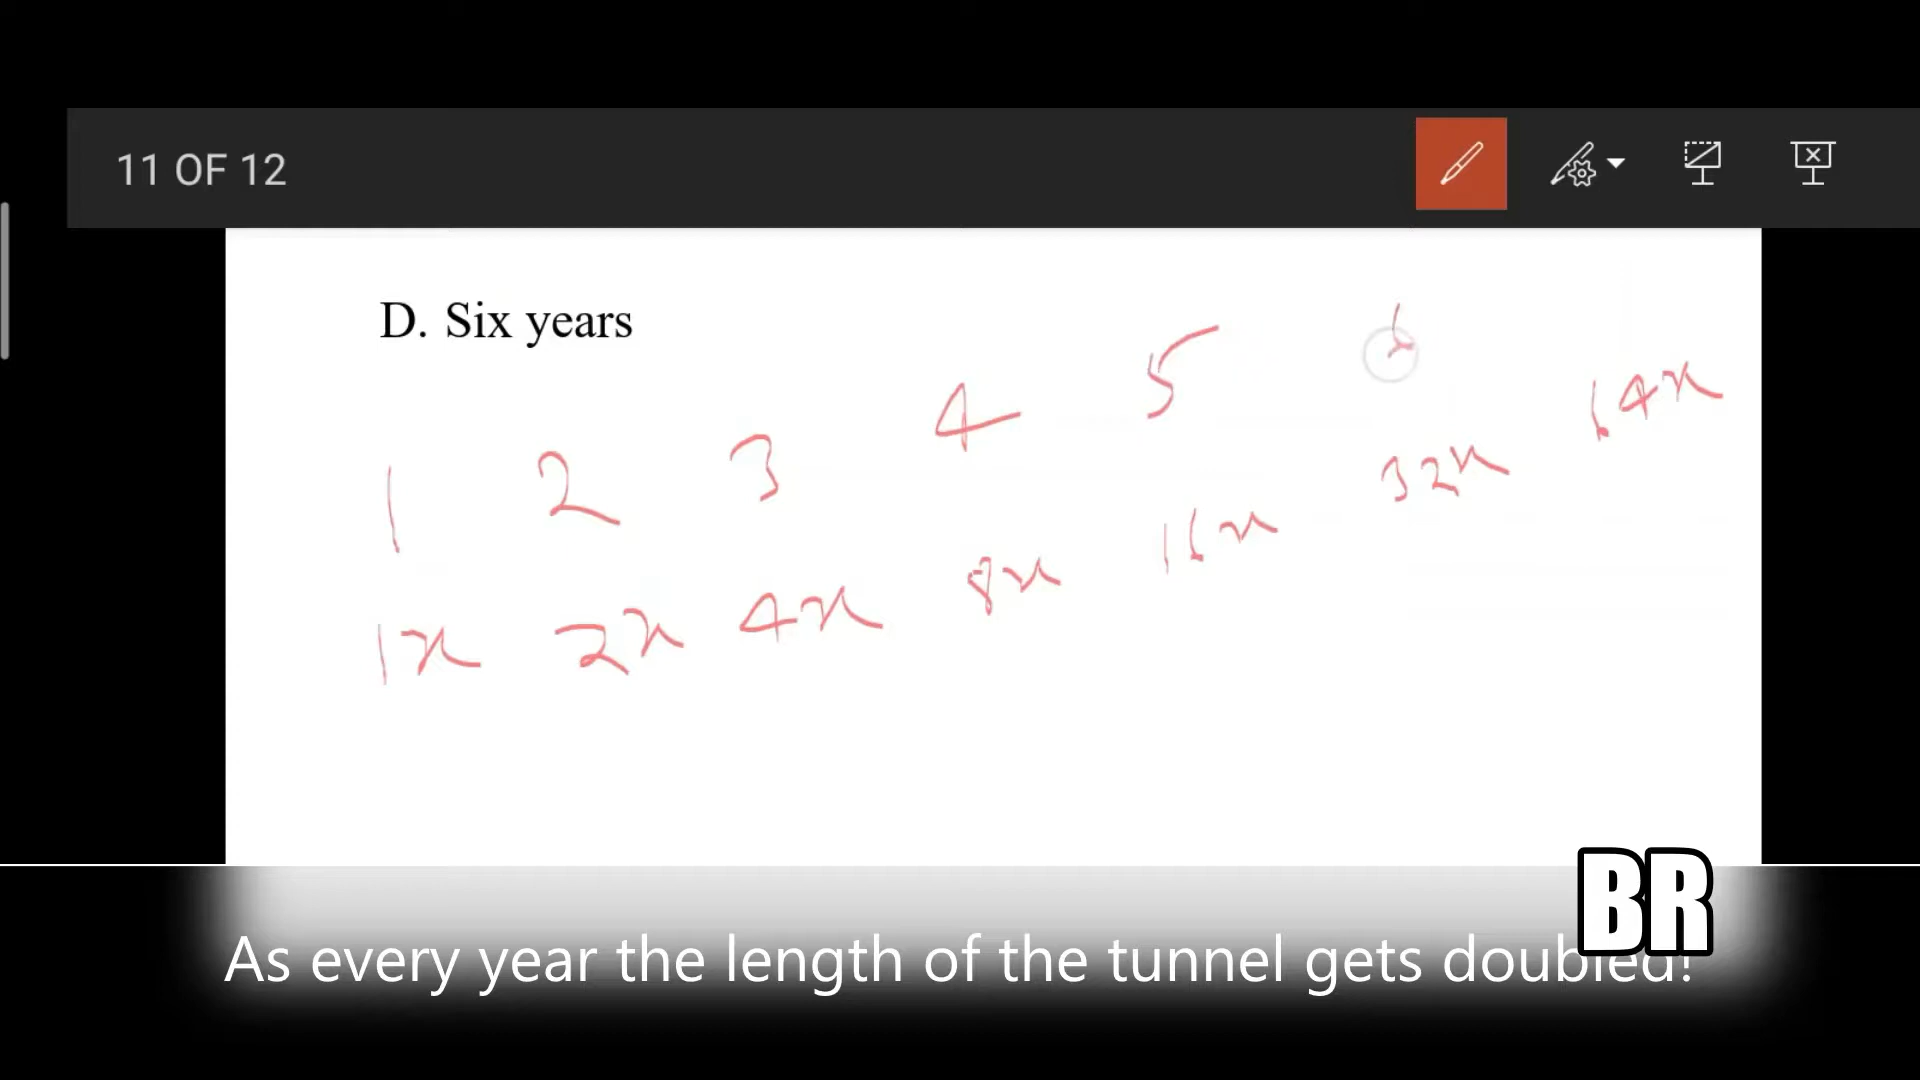 11 OF 12
D. Six years
1 2 3 4 5 6
1x 2x 4x 8x 16x 32x 64x
BR
As every year the length of the tunnel gets doubled!